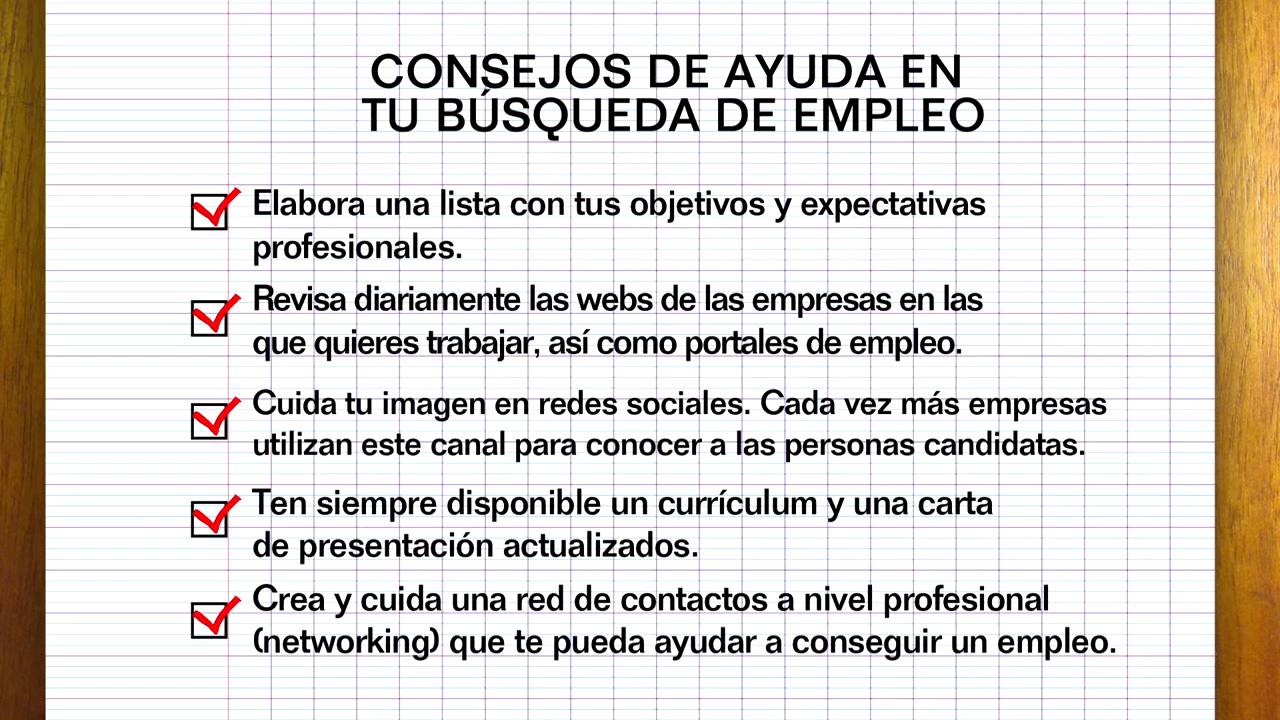 CONSEJOS DE AYUDA EN
TU BÚSQUEDA DE EMPLEO
Elabora una lista con tus objetivos y expectativas
profesionales.
Revisa diariamente las webs de las empresas en las
que quieres trabajar, así como portales de empleo.
Cuida tu imagen en redes sociales. Cada vez más empresas
utilizan este canal para conocer a las personas candidatas.
Ten siempre disponible un currículum y una carta
de presentación actualizados.
Crea y cuida una red de contactos a nivel profesional
(networking) que te pueda ayudar a conseguir un empleo.